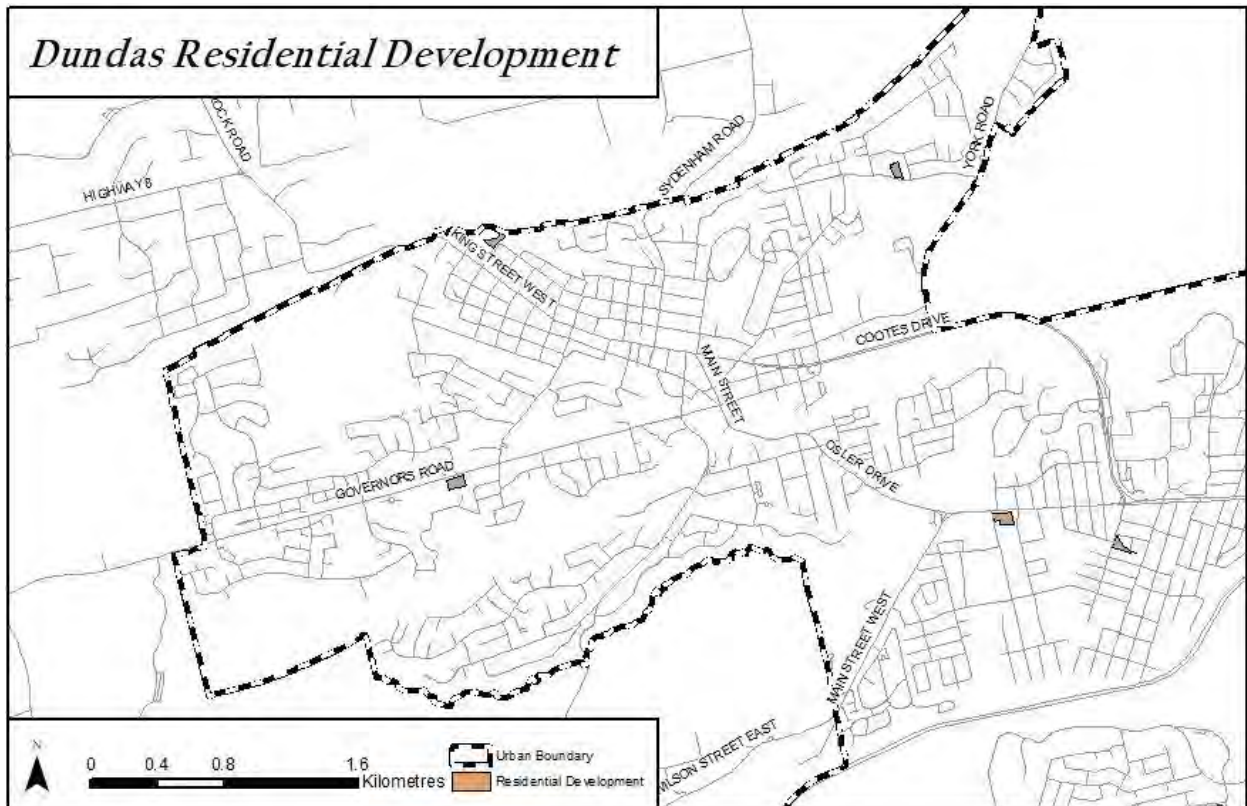 Dundas Residential Development
ROCK ROAD
HIGHWAY 8
SYDENHAM ROAD
YORK ROAD
KING STREET WEST
COOTES DRIVE
MAIN STREET
GOVERNORS ROAD
OSLER DRIVE
MAIN STREET WEST
WILSON STREET EAST
N
0 0.4 0.8 1.6
Kilometres
Urban Boundary
Residential Development